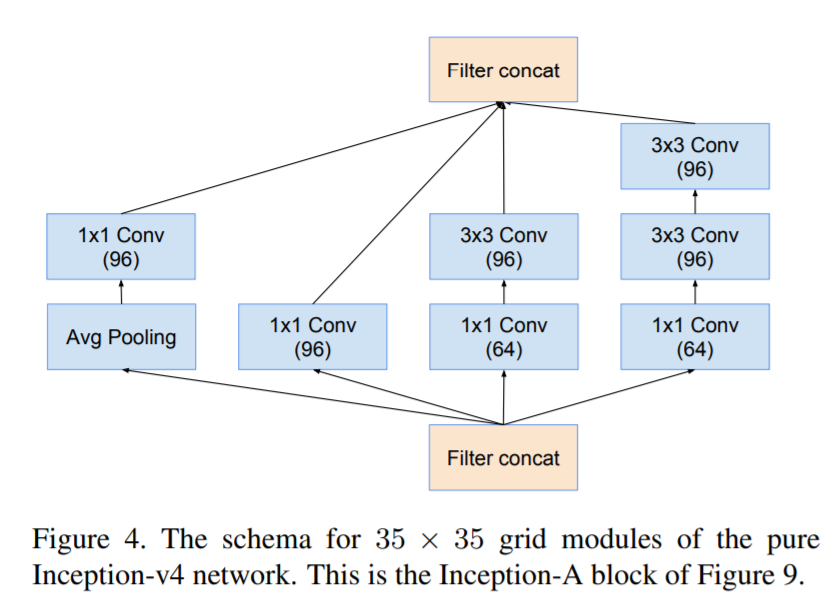 Filter concat
3x3 Conv
(96)
1x1 Conv
(96)
3x3 Conv
(96)
3x3 Conv
(96)
Avg Pooling
1x1 Conv
(96)
1x1 Conv
(64)
1x1 Conv
(64)
Filter concat
Figure 4. The schema for 35 × 35 grid modules of the pure
Inception-v4 network. This is the Inception-A block of Figure 9.